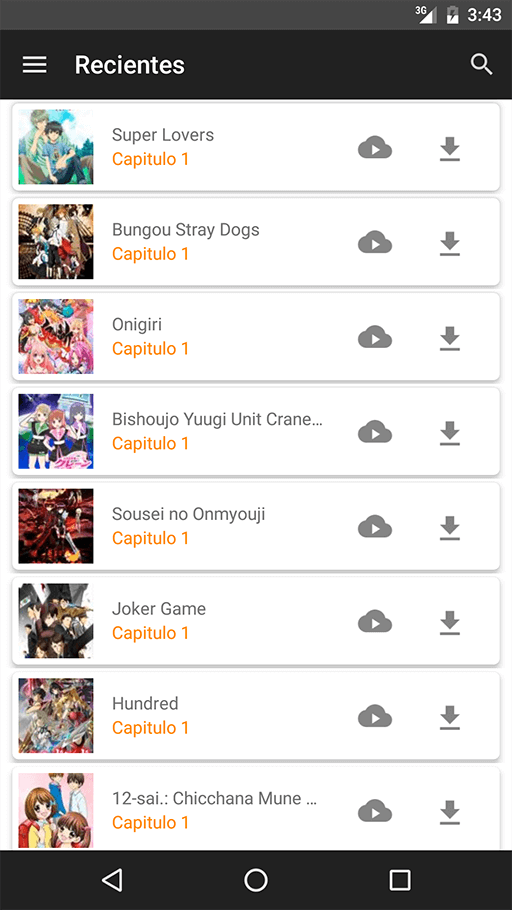 3G 3:43
Recientes
Super Lovers
Capitulo 1
Bungou Stray Dogs
Capitulo 1
Onigiri
Capitulo 1
Bishoujo Yuugi Unit Crane...
Capitulo 1
Sousei no Onmyouji
Capitulo 1
Joker Game
Capitulo 1
Hundred
Capitulo 1
12-sai.: Chicchana Mune ...
Capitulo 1